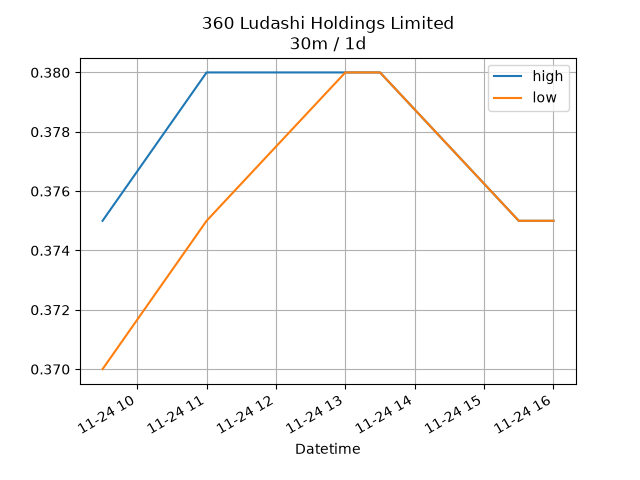 360 Ludashi Holdings Limited
30m / 1d
high
low
0.380
0.378
0.376
0.374
0.372
0.370
11-24 10
11-24 11
11-24 12
11-24 13
11-24 14
11-24 15
11-24 16
Datetime